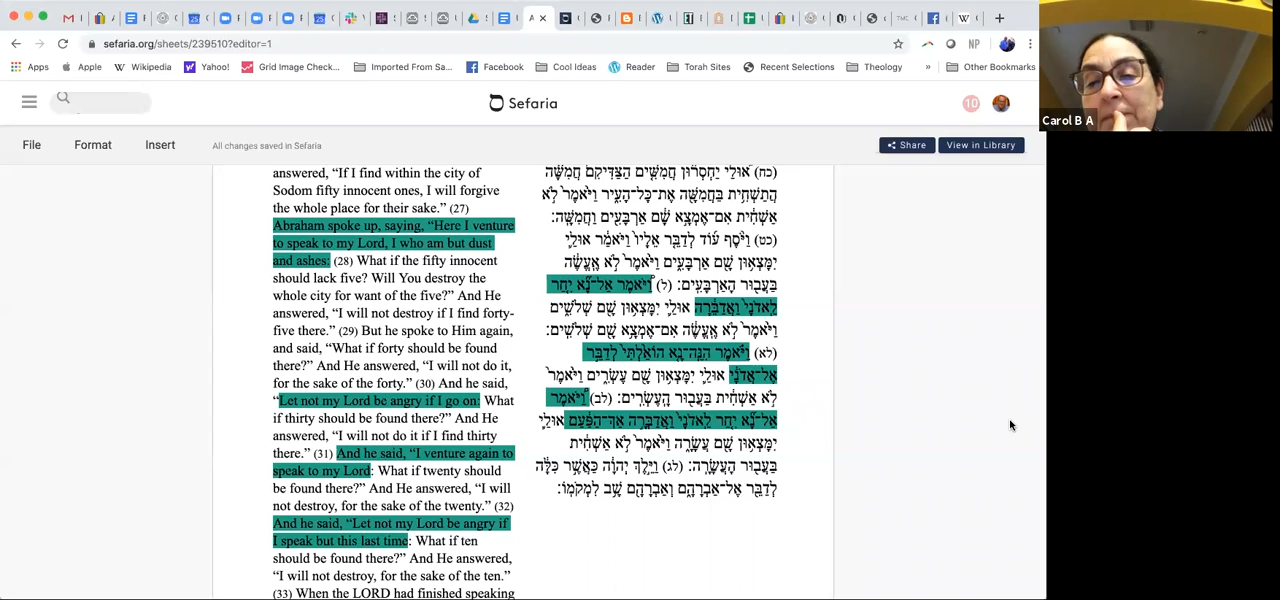 sefaria.org/sheets/239510?editor=1
Apps Apple Wikipedia Yahoo! Grid Image Check... Imported From Sa... Facebook Cool Ideas Reader Torah Sites Recent Selections Theology » Other Bookmarks
Sefaria
10
File Format Insert All changes saved in Sefaria Share View in Library
Carol B A
answered, “If I find within the city of
Sodom fifty innocent ones, I will forgive
the whole place for their sake.” (27)
Abraham spoke up, saying, “Here I venture
to speak to my Lord, I who am but dust
and ashes: (28) What if the fifty innocent
should lack five? Will You destroy the
whole city for want of the five?” And He
answered, “I will not destroy if I find forty-
five there.” (29) But he spoke to Him again,
and said, “What if forty should be found
there?” And He answered, “I will not do it,
for the sake of the forty.” (30) And he said,
“Let not my Lord be angry if I go on: What
if thirty should be found there?” And He
answered, “I will not do it if I find thirty
there.” (31) And he said, “I venture again to
speak to my Lord: What if twenty should
be found there?” And He answered, “I will
not destroy, for the sake of the twenty.” (32)
And he said, “Let not my Lord be angry if
I speak but this last time: What if ten
should be found there?” And He answered,
“I will not destroy, for the sake of the ten.”
(33) When the LORD had finished speaking
(כח) א֠וּלַי יַחְסְר֞וּן חֲמִשִּׁ֤ים הַצַּדִּיקִם֙ חֲמִשָּׁ֔ה
הֲתַשְׁחִ֥ית בַּחֲמִשָּׁ֖ה אֶת־כׇּל־הָעִ֑יר וַיֹּ֙אמֶר֙ לֹ֣א
אַשְׁחִ֔ית אִם־אֶמְצָ֣א שָׁ֔ם אַרְבָּעִ֖ים וַחֲמִשָּֽׁה׃
(כט) וַיֹּ֨סֶף ע֜וֹד לְדַבֵּ֤ר אֵלָיו֙ וַיֹּאמַ֔ר אוּלַ֛י
יִמָּצְא֥וּן שָׁ֖ם אַרְבָּעִ֑ים וַיֹּ֙אמֶר֙ לֹ֣א אֶֽעֱשֶׂ֔ה
בַּעֲב֖וּר הָאַרְבָּעִֽים׃ (ל) וַ֠יֹּאמֶר אַל־נָ֞א יִ֤חַר
לַֽאדֹנָי֙ וַאֲדַבֵּ֔רָה אוּלַ֛י יִמָּצְא֥וּן שָׁ֖ם שְׁלֹשִׁ֑ים
וַיֹּ֙אמֶר֙ לֹ֣א אֶֽעֱשֶׂ֔ה אִם־אֶמְצָ֥א שָׁ֖ם שְׁלֹשִֽׁים׃
(לא) וַיֹּ֗אמֶר הִנֵּֽה־נָ֤א הוֹאַ֙לְתִּי֙ לְדַבֵּ֣ר
אֶל־אֲדֹנָ֔י אוּלַ֛י יִמָּצְא֥וּן שָׁ֖ם עֶשְׂרִ֑ים וַיֹּ֙אמֶר֙
לֹ֣א אַשְׁחִ֔ית בַּעֲב֖וּר הָֽעֶשְׂרִֽים׃ (לב) וַ֠יֹּאמֶר
אַל־נָ֞א יִ֤חַר לַֽאדֹנָי֙ וַאֲדַבְּרָ֣ה אַךְ־הַפַּ֔עַם אוּלַ֛י
יִמָּצְא֥וּן שָׁ֖ם עֲשָׂרָ֑ה וַיֹּ֙אמֶר֙ לֹ֣א אַשְׁחִ֔ית
בַּעֲב֖וּר הָעֲשָׂרָֽה׃ (לג) וַיֵּ֣לֶךְ יְהֹוָ֔ה כַּאֲשֶׁ֣ר כִּלָּ֔ה
לְדַבֵּ֖ר אֶל־אַבְרָהָ֑ם וְאַבְרָהָ֖ם שָׁ֥ב לִמְקֹמֽוֹ׃